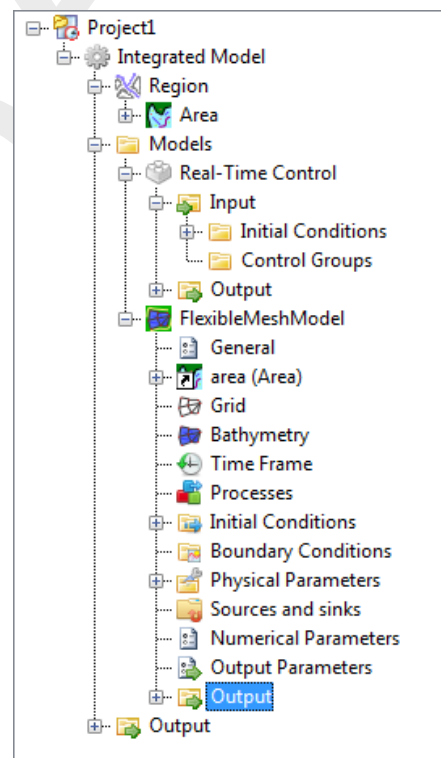 Project1
Integrated Model
Region
Area
Models
Real-Time Control
Input
Initial Conditions
Control Groups
Output
FlexibleMeshModel
General
area (Area)
Grid
Bathymetry
Time Frame
Processes
Initial Conditions
Boundary Conditions
Physical Parameters
Sources and sinks
Numerical Parameters
Output Parameters
Output
Output